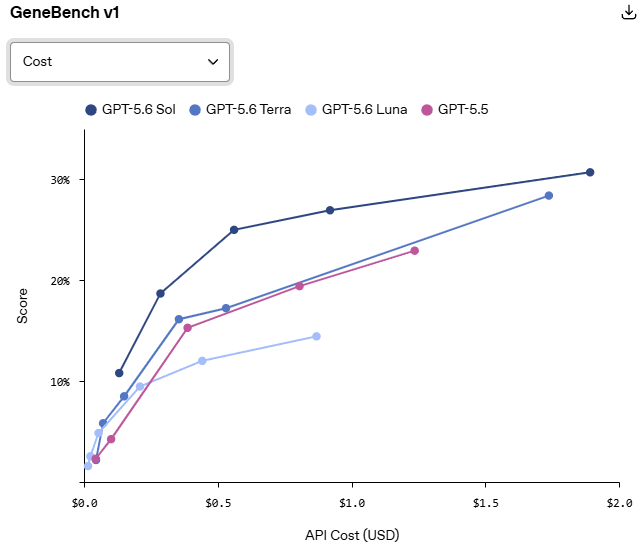 GeneBench v1
Cost
GPT-5.6 Sol GPT-5.6 Terra GPT-5.6 Luna GPT-5.5
30%
20%
10%
Score
$0.0 $0.5 $1.0 $1.5 $2.0
API Cost (USD)